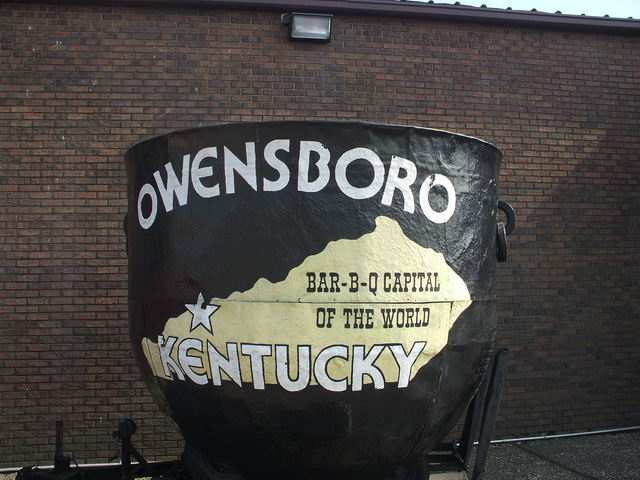 OWENSBORO
BAR-B-Q CAPITAL
OF THE WORLD
KENTUCKY